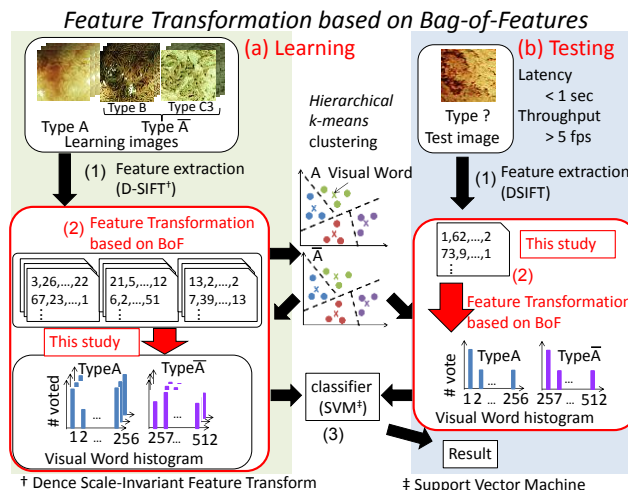 Feature Transformation based on Bag-of-Features
(a) Learning
Type B
Type C3
Type A
Type A̅
Learning images
(1) Feature extraction
(D-SIFT†)
(2) Feature Transformation
based on BoF
3,26,...,22
67,23,...,1
⋮
21,5,...,12
6,2,...,51
⋮
13,2,...,2
7,39,...,13
⋮
This study
# voted
TypeA
1 2 ... 256
TypeA̅
257... 512
Visual Word histogram
† Dence Scale-Invariant Feature Transform
Hierarchical
k-means
clustering
A
Visual Word
A̅
classifier
(SVM‡)
(3)
(b) Testing
Type ?
Test image
Latency
< 1 sec
Throughput
> 5 fps
(1) Feature extraction
(DSIFT)
1,62,...,2
73,9,...,1
⋮
This study
(2)
Feature Transformation
based on BoF
# vote
TypeA
1 2 ... 256
TypeA̅
257 ... 512
Visual Word histogram
Result
‡ Support Vector Machine